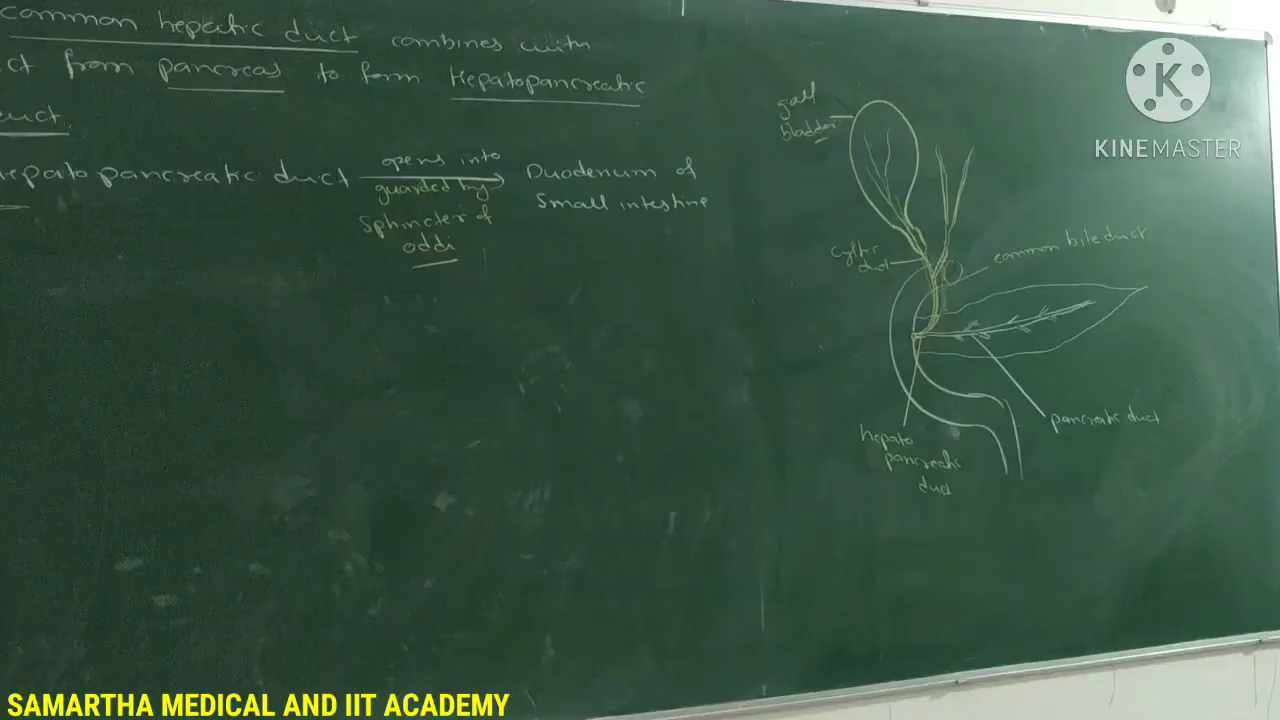 common hepatic duct combines with
ct from pancreas to form Hepatopancreatic
duct.
Hepato pancreatic duct opens into Duodenum of
guarded by Small intestine
Sphincter of
oddi
gall
bladder
cystic
duct
common bile duct
pancreatic duct
hepato
pancreatic
duct
K
KINEMASTER
SAMARTHA MEDICAL AND IIT ACADEMY